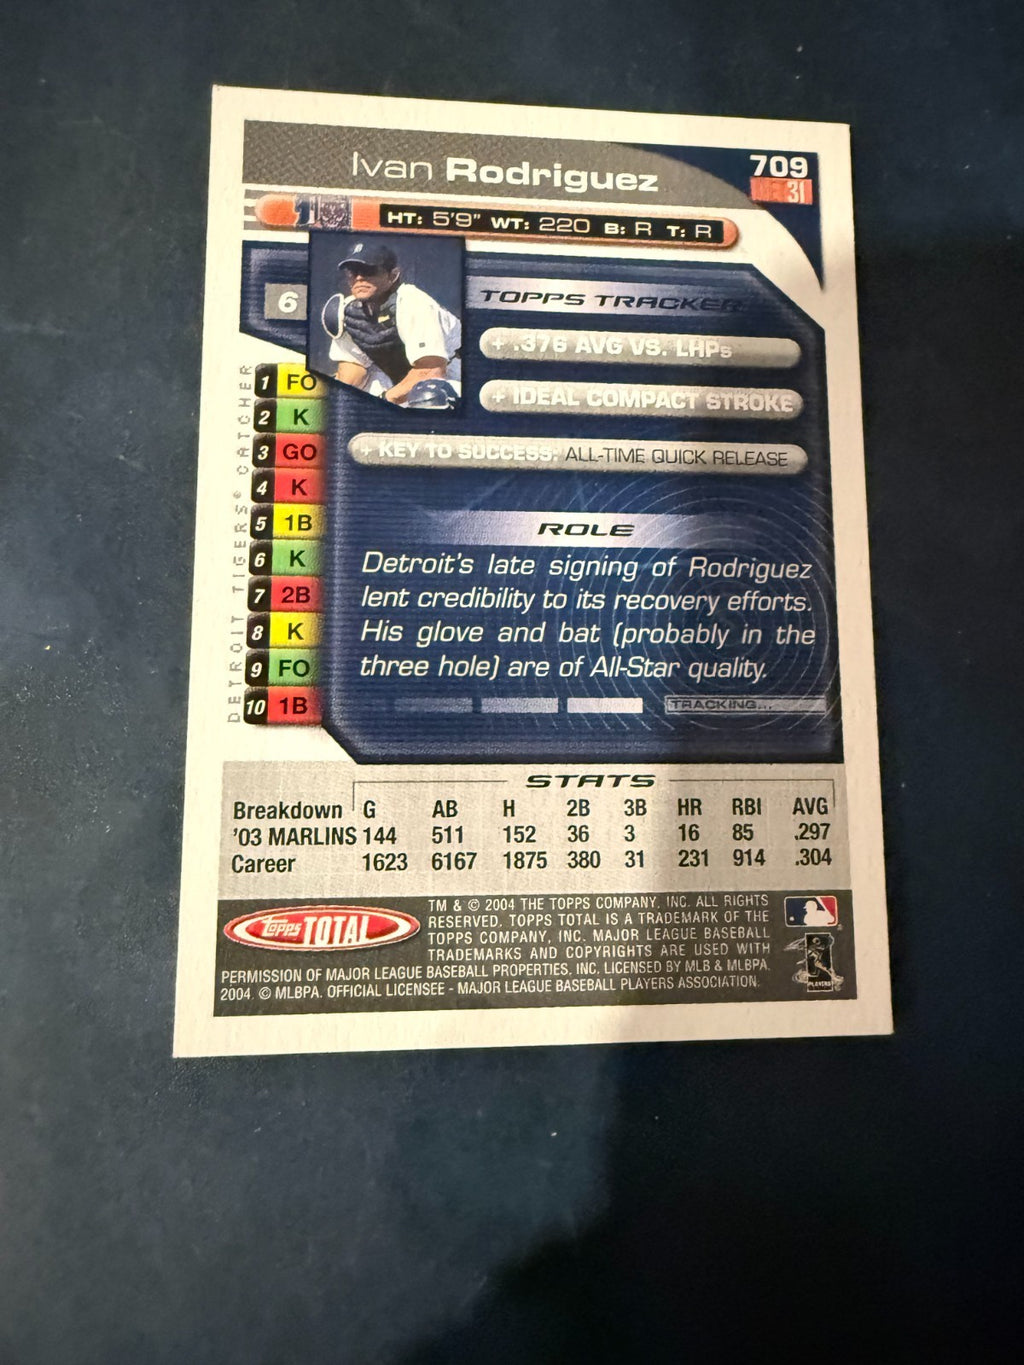 Ivan Rodriguez
709
DET 31
HT: 5'9" WT: 220 B: R T: R
6
TOPPS TRACKER
+ .376 AVG VS. LHPs
+ IDEAL COMPACT STROKE
+ KEY TO SUCCESS: ALL-TIME QUICK RELEASE
DETROIT TIGERS® CATCHER
1 FO
2 K
3 GO
4 K
5 1B
6 K
7 2B
8 K
9 FO
10 1B
ROLE
Detroit's late signing of Rodriguez
lent credibility to its recovery efforts.
His glove and bat (probably in the
three hole) are of All-Star quality.
TRACKING...
STATS
Breakdown G AB H 2B 3B HR RBI AVG
'03 MARLINS 144 511 152 36 3 16 85 .297
Career 1623 6167 1875 380 31 231 914 .304
Topps TOTAL
TM & © 2004 THE TOPPS COMPANY, INC. ALL RIGHTS
RESERVED. TOPPS TOTAL IS A TRADEMARK OF THE
TOPPS COMPANY, INC. MAJOR LEAGUE BASEBALL
TRADEMARKS AND COPYRIGHTS ARE USED WITH
PERMISSION OF MAJOR LEAGUE BASEBALL PROPERTIES, INC. LICENSED BY MLB & MLBPA.
2004. © MLBPA. OFFICIAL LICENSEE - MAJOR LEAGUE BASEBALL PLAYERS ASSOCIATION.
PLAYERS